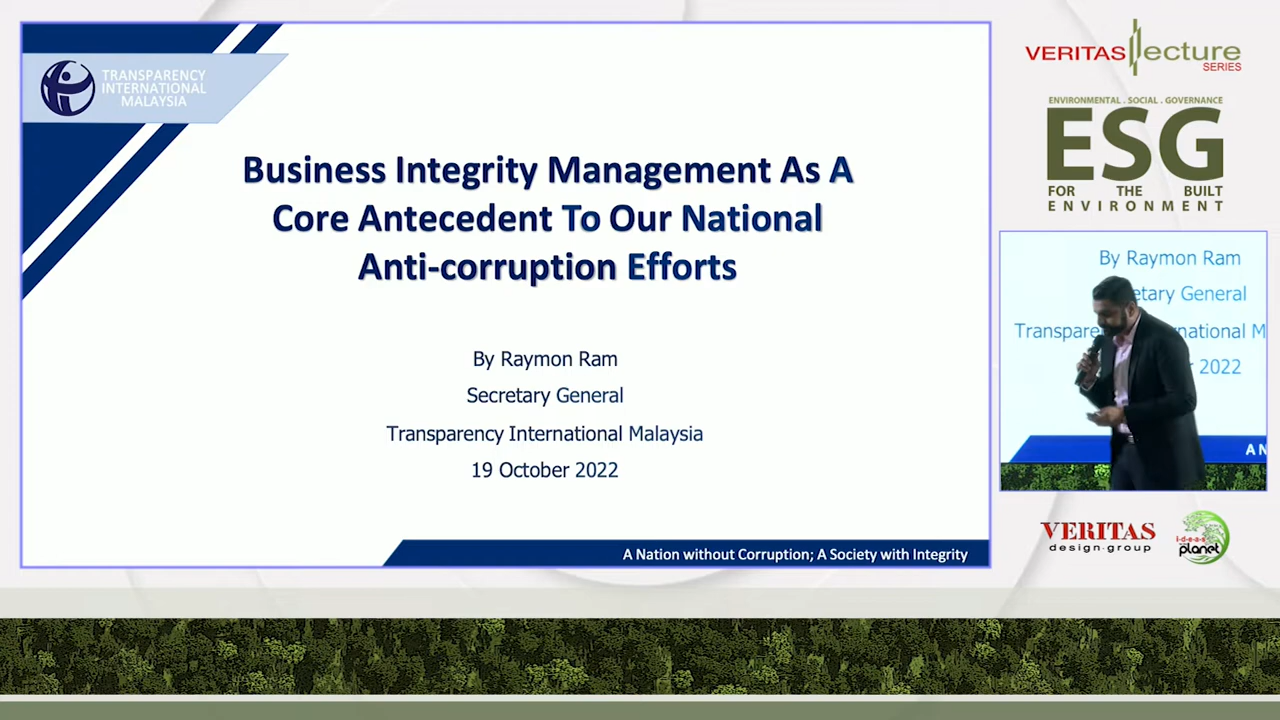 TRANSPARENCY
INTERNATIONAL
MALAYSIA
Business Integrity Management As A
Core Antecedent To Our National
Anti-corruption Efforts
By Raymon Ram
Secretary General
Transparency International Malaysia
19 October 2022
A Nation without Corruption; A Society with Integrity
VERITAS lecture
SERIES
ENVIRONMENTAL . SOCIAL . GOVERNANCE
ESG
FOR THE BUILT
ENVIRONMENT
By Raymon Ram
etary General
Transpare national M
2022
AN
VERITAS
design·group
i·d·e·a·s
planet